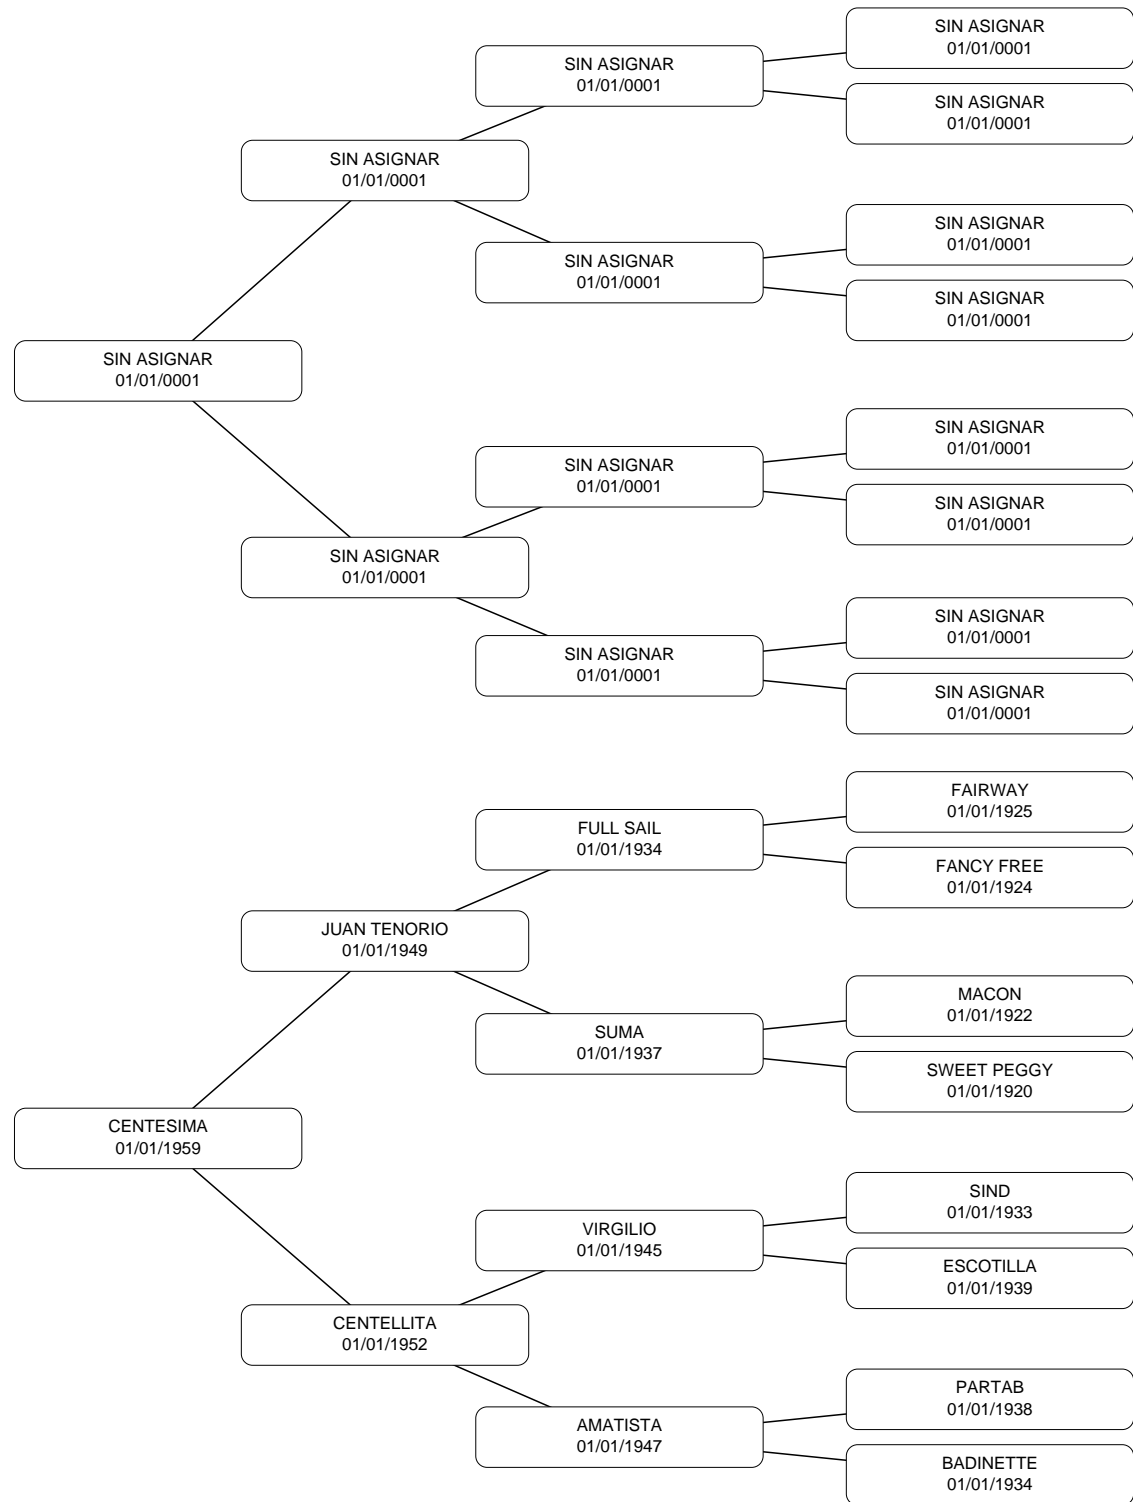 SIN ASIGNAR
01/01/0001
SIN ASIGNAR
01/01/0001
SIN ASIGNAR
01/01/0001
SIN ASIGNAR
01/01/0001
SIN ASIGNAR
01/01/0001
SIN ASIGNAR
01/01/0001
SIN ASIGNAR
01/01/0001
SIN ASIGNAR
01/01/0001
SIN ASIGNAR
01/01/0001
SIN ASIGNAR
01/01/0001
SIN ASIGNAR
01/01/0001
SIN ASIGNAR
01/01/0001
SIN ASIGNAR
01/01/0001
SIN ASIGNAR
01/01/0001
SIN ASIGNAR
01/01/0001
FAIRWAY
01/01/1925
FULL SAIL
01/01/1934
FANCY FREE
01/01/1924
JUAN TENORIO
01/01/1949
MACON
01/01/1922
SUMA
01/01/1937
SWEET PEGGY
01/01/1920
CENTESIMA
01/01/1959
SIND
01/01/1933
VIRGILIO
01/01/1945
ESCOTILLA
01/01/1939
CENTELLITA
01/01/1952
PARTAB
01/01/1938
AMATISTA
01/01/1947
BADINETTE
01/01/1934